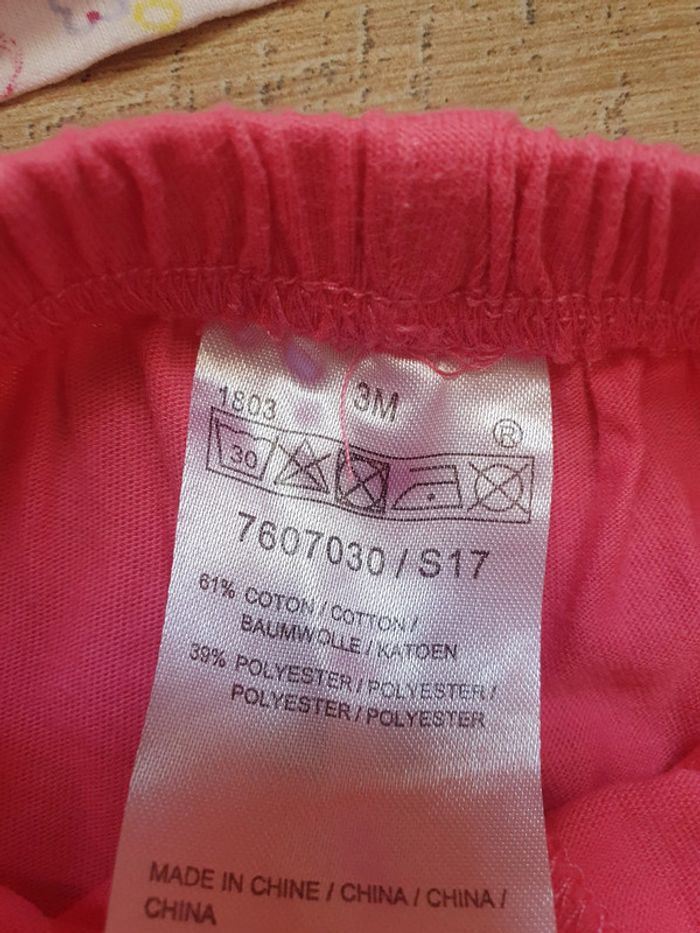 1803 3M
®
30
7607030 / S17
61% COTON / COTTON /
BAUMWOLLE / KATOEN
39% POLYESTER / POLYESTER /
POLYESTER / POLYESTER
MADE IN CHINE / CHINA / CHINA /
CHINA